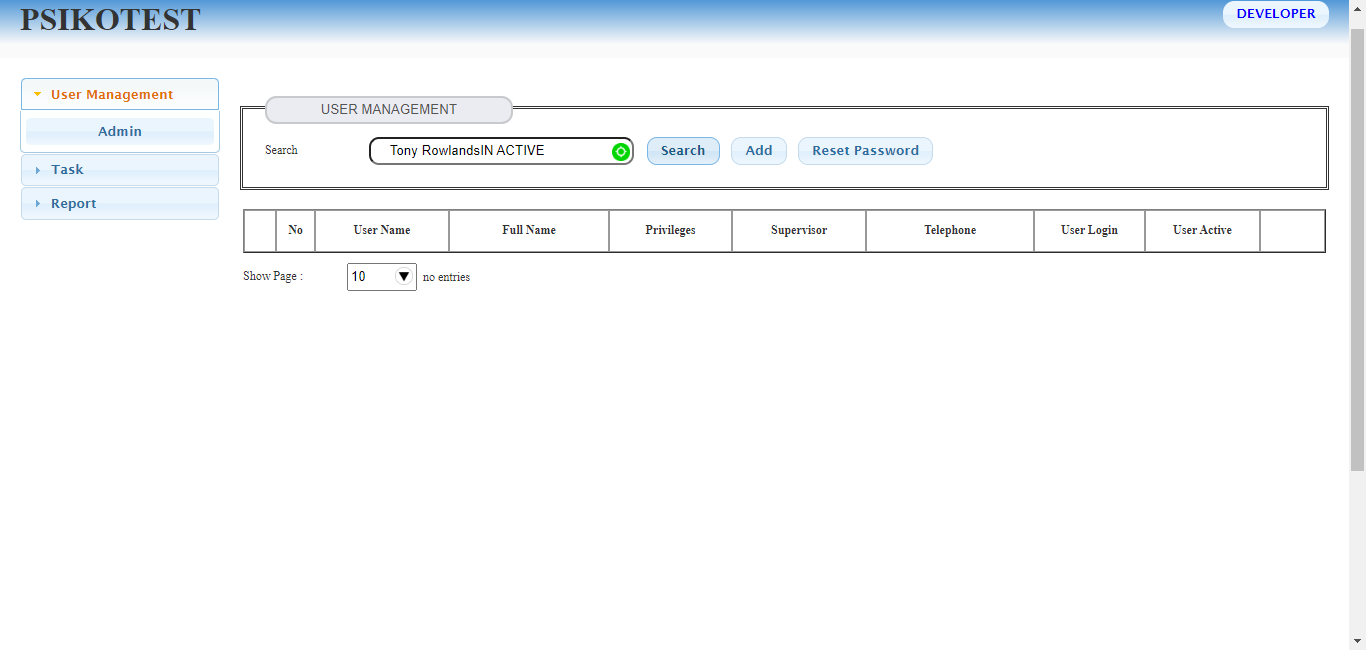 PSIKOTEST
DEVELOPER
User Management
Admin
Task
Report
USER MANAGEMENT
Search Tony RowlandsIN ACTIVE Search Add Reset Password
No User Name Full Name Privileges Supervisor Telephone User Login User Active
Show Page : 10 no entries